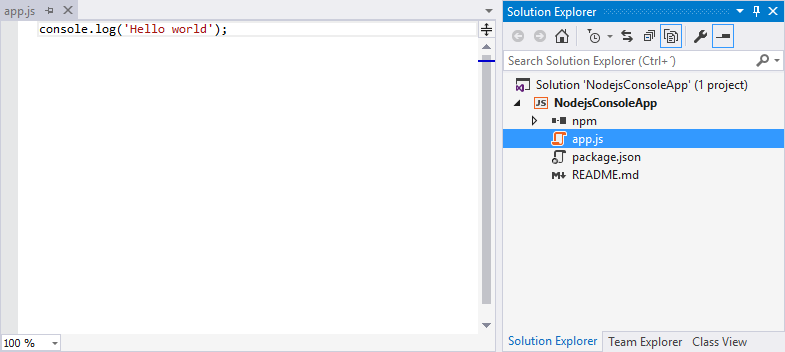 app.js
console.log('Hello world');
100 %
Solution Explorer
Search Solution Explorer (Ctrl+´)
Solution 'NodejsConsoleApp' (1 project)
JS NodejsConsoleApp
npm
app.js
package.json
README.md
Solution Explorer Team Explorer Class View